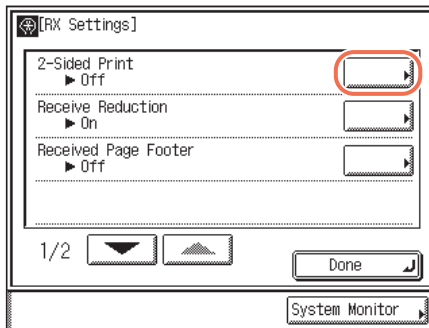 [RX Settings]
2-Sided Print
▶ Off
Receive Reduction
▶ On
Received Page Footer
▶ Off
1/2
Done
System Monitor